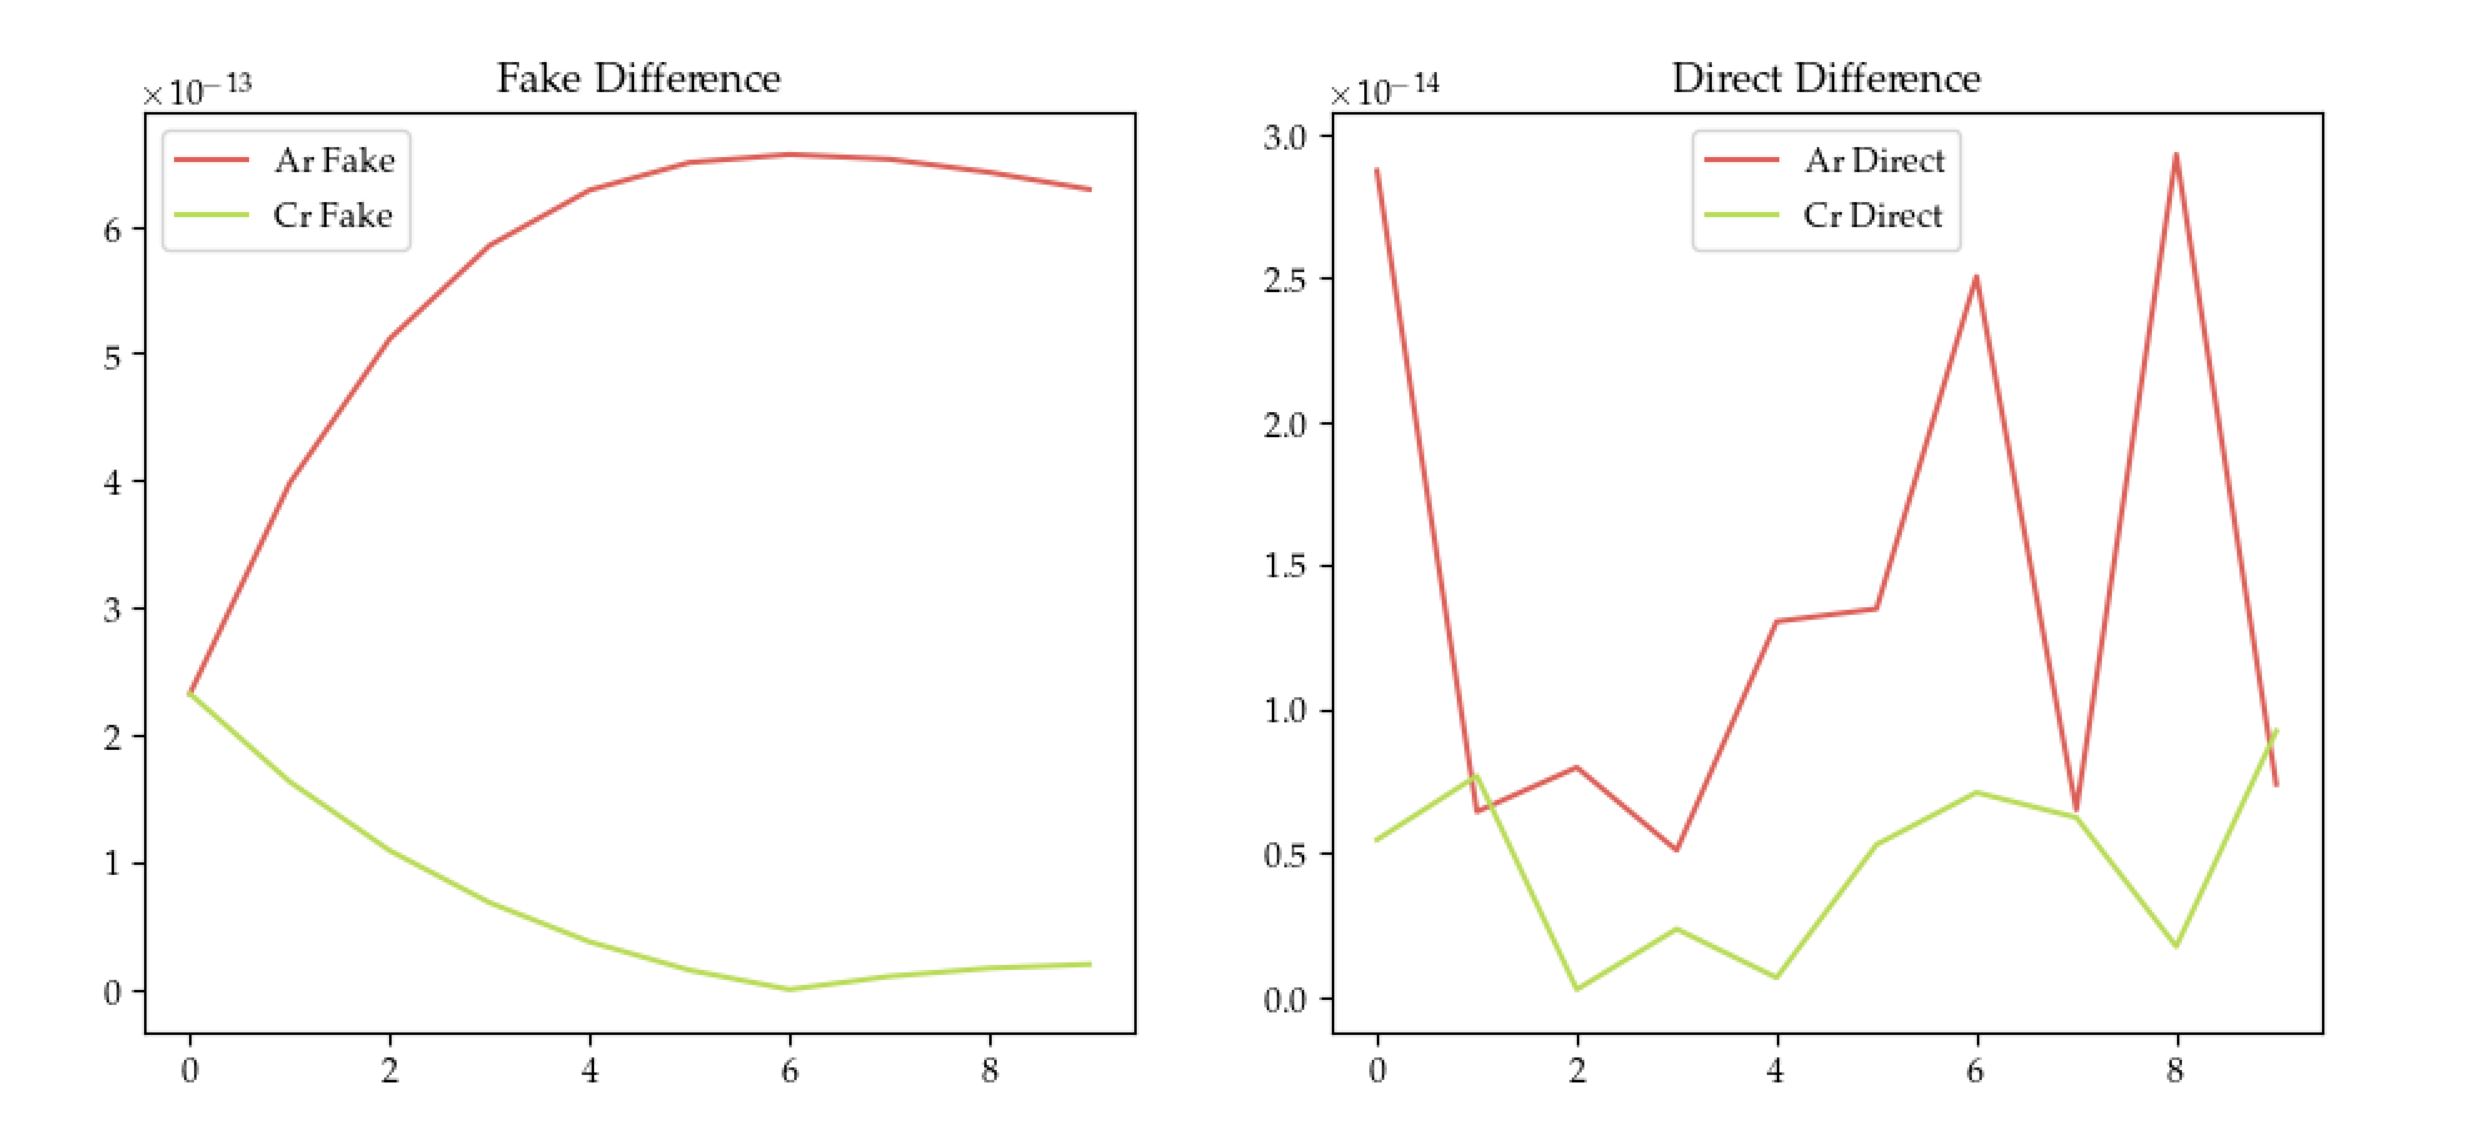 Fake Difference
×10⁻¹³
Ar Fake
Cr Fake
6
5
4
3
2
1
0
0 2 4 6 8
Direct Difference
×10⁻¹⁴
Ar Direct
Cr Direct
3.0
2.5
2.0
1.5
1.0
0.5
0.0
0 2 4 6 8